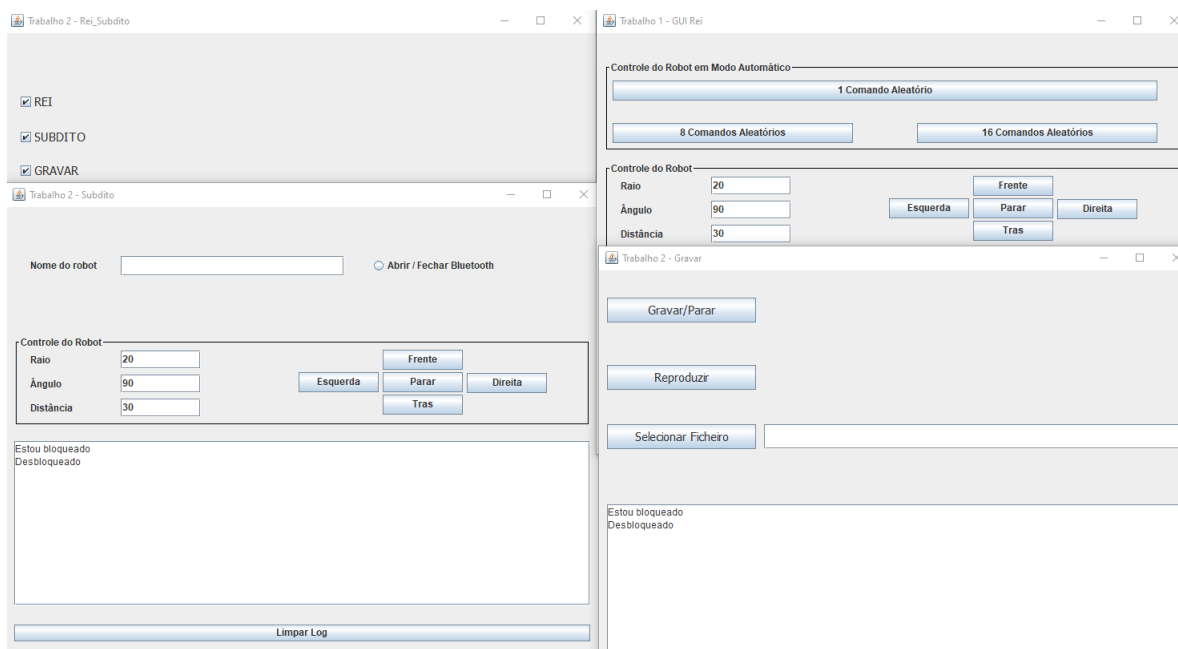 Trabalho 2 - Rei_Subdito
REI
SUBDITO
GRAVAR
Trabalho 1 - GUI Rei
Controle do Robot em Modo Automático
1 Comando Aleatório
8 Comandos Aleatórios 16 Comandos Aleatórios
Controle do Robot
Raio 20 Frente
Ângulo 90 Esquerda Parar Direita
Distância 30 Tras
Trabalho 2 - Subdito
Nome do robot Abrir / Fechar Bluetooth
Controle do Robot
Raio 20 Frente
Ângulo 90 Esquerda Parar Direita
Distância 30 Tras
Estou bloqueado
Desbloqueado
Limpar Log
Trabalho 2 - Gravar
Gravar/Parar
Reproduzir
Selecionar Ficheiro
Estou bloqueado
Desbloqueado